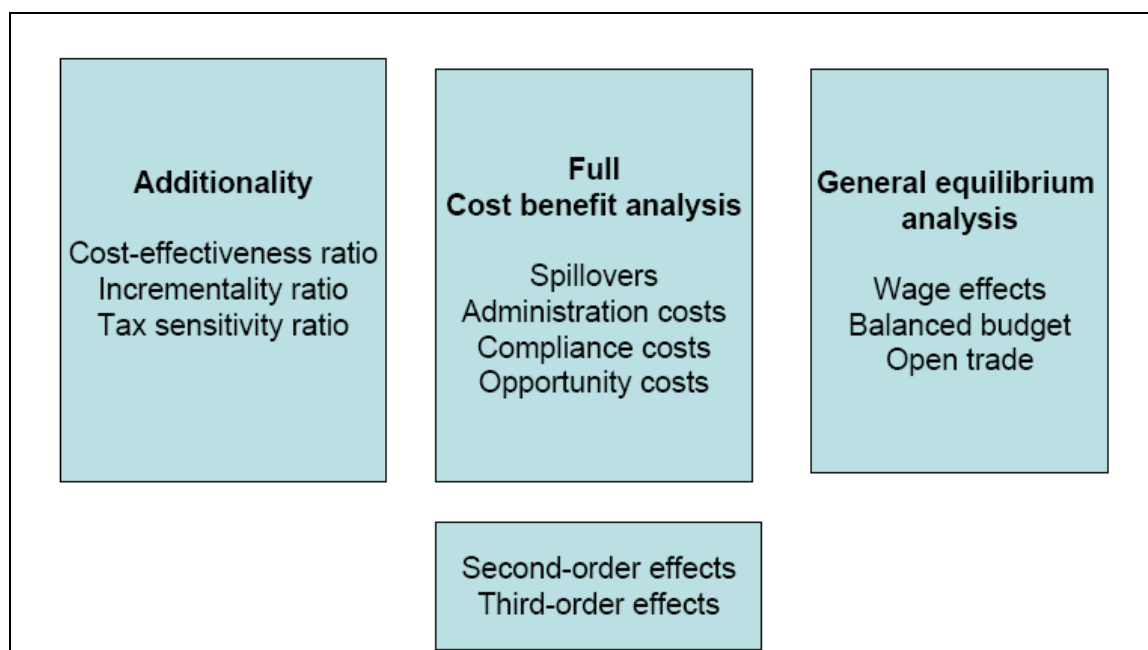 Additionality
Cost-effectiveness ratio
Incrementality ratio
Tax sensitivity ratio
Full
Cost benefit analysis
Spillovers
Administration costs
Compliance costs
Opportunity costs
General equilibrium
analysis
Wage effects
Balanced budget
Open trade
Second-order effects
Third-order effects